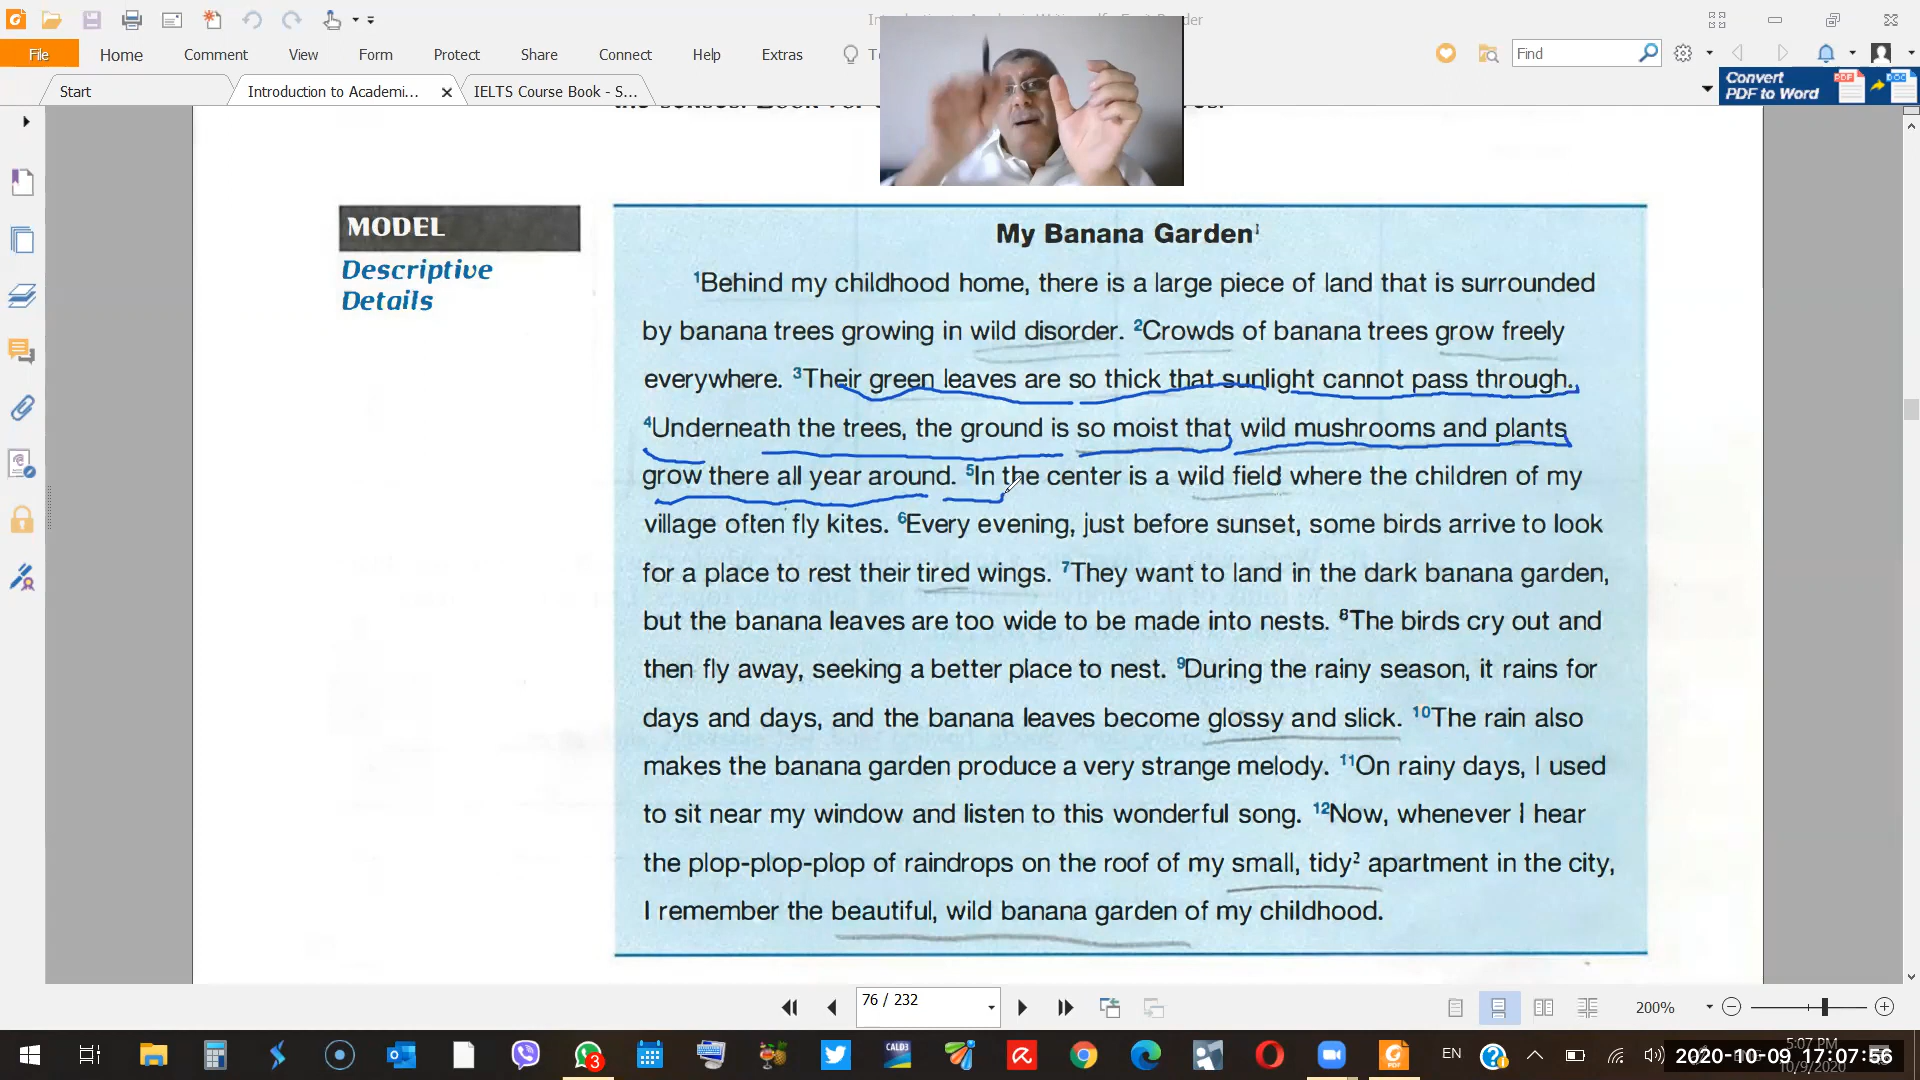 File
Home
Comment
View
Form
Protect
Share
Connect
Help
Extras
Find
Convert
PDF to Word
Start
Introduction to Academi...
IELTS Course Book - S...
MODEL
Descriptive
Details
My Banana Garden¹
¹Behind my childhood home, there is a large piece of land that is surrounded
by banana trees growing in wild disorder. ²Crowds of banana trees grow freely
everywhere. ³Their green leaves are so thick that sunlight cannot pass through.
⁴Underneath the trees, the ground is so moist that wild mushrooms and plants
grow there all year around. ⁵In the center is a wild field where the children of my
village often fly kites. ⁶Every evening, just before sunset, some birds arrive to look
for a place to rest their tired wings. ⁷They want to land in the dark banana garden,
but the banana leaves are too wide to be made into nests. ⁸The birds cry out and
then fly away, seeking a better place to nest. ⁹During the rainy season, it rains for
days and days, and the banana leaves become glossy and slick. ¹⁰The rain also
makes the banana garden produce a very strange melody. ¹¹On rainy days, I used
to sit near my window and listen to this wonderful song. ¹²Now, whenever I hear
the plop-plop-plop of raindrops on the roof of my small, tidy² apartment in the city,
I remember the beautiful, wild banana garden of my childhood.
76 / 232
200%
3
CALD3
EN
5:07 PM
10/9/2020
2020-10-09 17:07:56